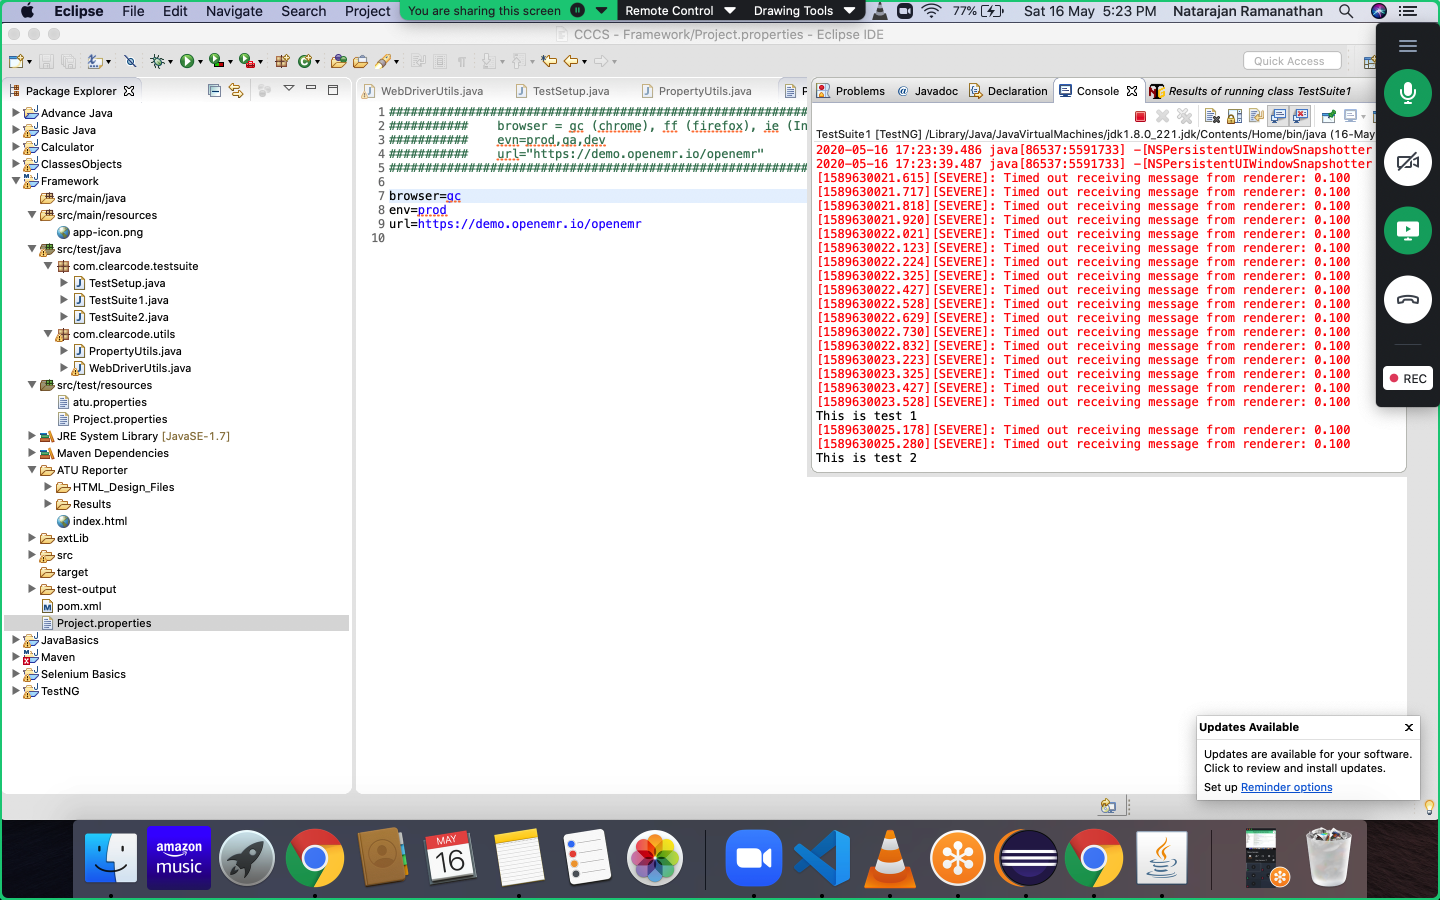 Eclipse File Edit Navigate Search Project You are sharing this screen Remote Control Drawing Tools 77% Sat 16 May 5:23 PM Natarajan Ramanathan
CCCS - Framework/Project.properties - Eclipse IDE
Quick Access
Package Explorer
Advance Java
Basic Java
Calculator
ClassesObjects
Framework
src/main/java
src/main/resources
app-icon.png
src/test/java
com.clearcode.testsuite
TestSetup.java
TestSuite1.java
TestSuite2.java
com.clearcode.utils
PropertyUtils.java
WebDriverUtils.java
src/test/resources
atu.properties
Project.properties
JRE System Library [JavaSE-1.7]
Maven Dependencies
ATU Reporter
HTML_Design_Files
Results
index.html
extLib
src
target
test-output
pom.xml
Project.properties
JavaBasics
Maven
Selenium Basics
TestNG
WebDriverUtils.java TestSetup.java PropertyUtils.java P
1 ##########################################################
2 ########### browser = gc (chrome), ff (firefox), ie (In
3 ########### evn=prod,qa,dev
4 ########### url="https://demo.openemr.io/openemr"
5 ##########################################################
6
7 browser=gc
8 env=prod
9 url=https://demo.openemr.io/openemr
10
Problems Javadoc Declaration Console Results of running class TestSuite1
TestSuite1 [TestNG] /Library/Java/JavaVirtualMachines/jdk1.8.0_221.jdk/Contents/Home/bin/java (16-May
2020-05-16 17:23:39.486 java[86537:5591733] -[NSPersistentUIWindowSnapshotter
2020-05-16 17:23:39.487 java[86537:5591733] -[NSPersistentUIWindowSnapshotter
[1589630021.615][SEVERE]: Timed out receiving message from renderer: 0.100
[1589630021.717][SEVERE]: Timed out receiving message from renderer: 0.100
[1589630021.818][SEVERE]: Timed out receiving message from renderer: 0.100
[1589630021.920][SEVERE]: Timed out receiving message from renderer: 0.100
[1589630022.021][SEVERE]: Timed out receiving message from renderer: 0.100
[1589630022.123][SEVERE]: Timed out receiving message from renderer: 0.100
[1589630022.224][SEVERE]: Timed out receiving message from renderer: 0.100
[1589630022.325][SEVERE]: Timed out receiving message from renderer: 0.100
[1589630022.427][SEVERE]: Timed out receiving message from renderer: 0.100
[1589630022.528][SEVERE]: Timed out receiving message from renderer: 0.100
[1589630022.629][SEVERE]: Timed out receiving message from renderer: 0.100
[1589630022.730][SEVERE]: Timed out receiving message from renderer: 0.100
[1589630022.832][SEVERE]: Timed out receiving message from renderer: 0.100
[1589630023.223][SEVERE]: Timed out receiving message from renderer: 0.100
[1589630023.325][SEVERE]: Timed out receiving message from renderer: 0.100
[1589630023.427][SEVERE]: Timed out receiving message from renderer: 0.100
[1589630023.528][SEVERE]: Timed out receiving message from renderer: 0.100
This is test 1
[1589630025.178][SEVERE]: Timed out receiving message from renderer: 0.100
[1589630025.280][SEVERE]: Timed out receiving message from renderer: 0.100
This is test 2
REC
Updates Available
Updates are available for your software.
Click to review and install updates.
Set up Reminder options
amazon
music
MAY
16